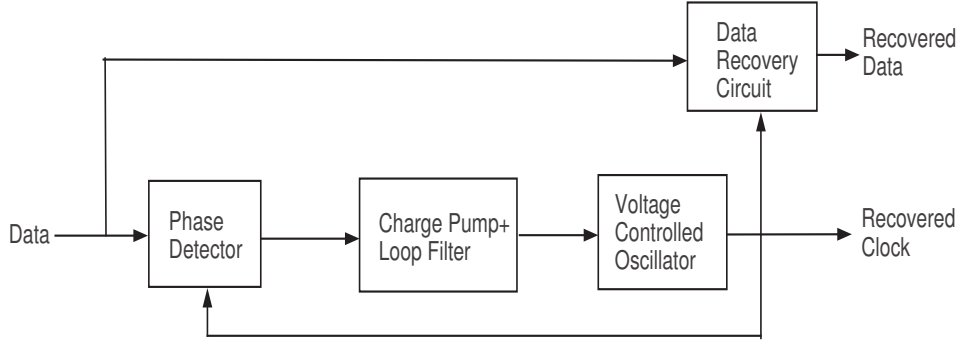 Data
Recovery
Circuit
Recovered
Data
Data
Phase
Detector
Charge Pump+
Loop Filter
Voltage
Controlled
Oscillator
Recovered
Clock